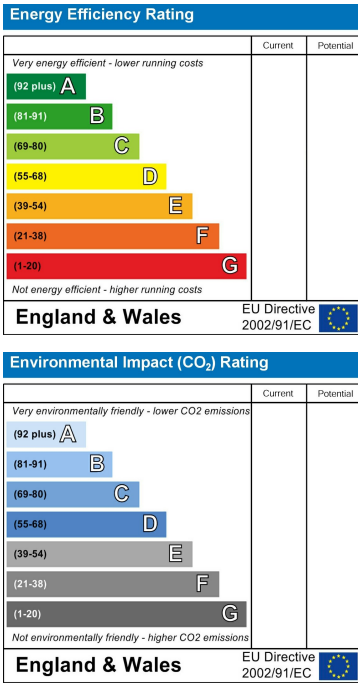 Energy Efficiency Rating
Current Potential
Very energy efficient - lower running costs
(92 plus) A
(81-91) B
(69-80) C
(55-68) D
(39-54) E
(21-38) F
(1-20) G
Not energy efficient - higher running costs
England & Wales
EU Directive
2002/91/EC
Environmental Impact (CO₂) Rating
Current Potential
Very environmentally friendly - lower CO2 emissions
(92 plus) A
(81-91) B
(69-80) C
(55-68) D
(39-54) E
(21-38) F
(1-20) G
Not environmentally friendly - higher CO2 emissions
England & Wales
EU Directive
2002/91/EC